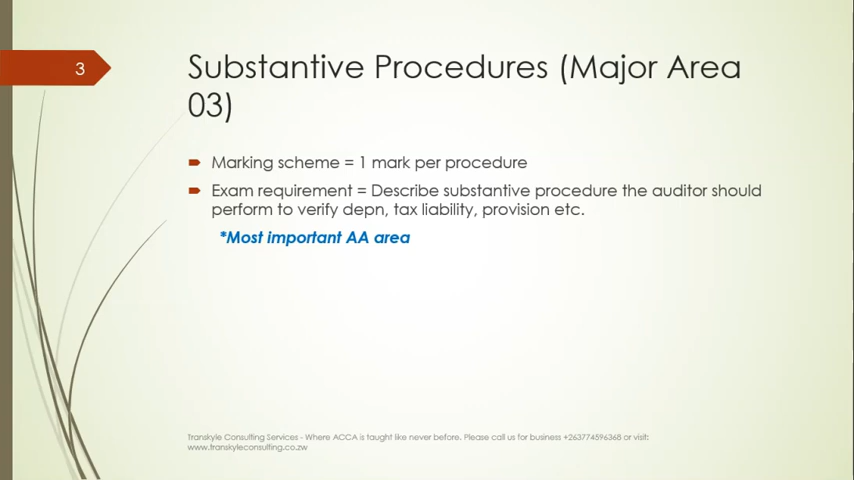 3
Substantive Procedures (Major Area
03)
Marking scheme = 1 mark per procedure
Exam requirement = Describe substantive procedure the auditor should
perform to verify depn, tax liability, provision etc.
*Most important AA area
Transkyle Consulting Services - Where ACCA is taught like never before. Please call us for business +263774596368 or visit:
www.transkyleconsulting.co.zw